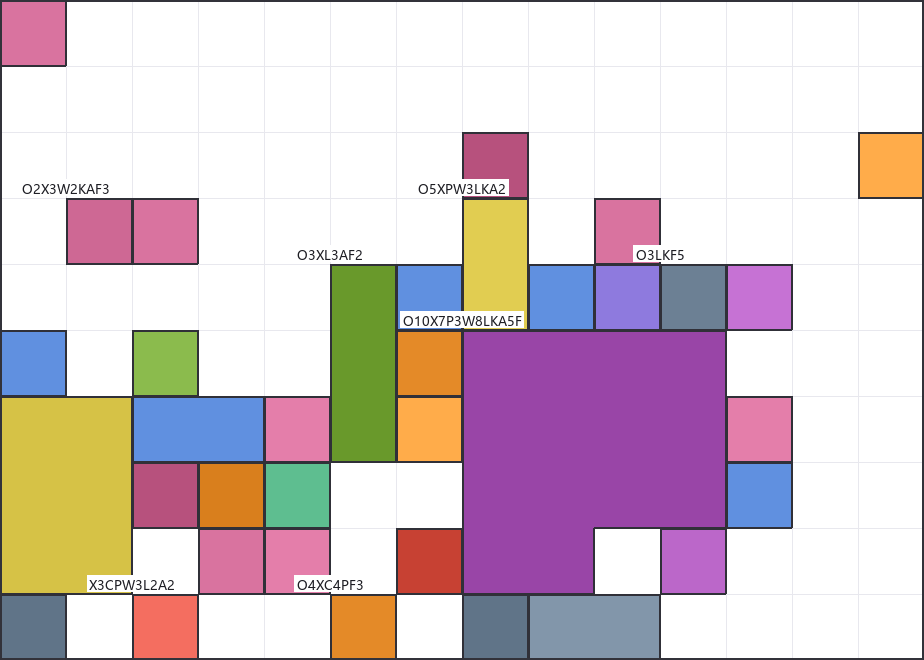 O2X3W2KAF3
O5XPW3LKA2
O3XL3AF2
O3LKF5
O10X7P3W8LKA5F
X3CPW3L2A2
O4XC4PF3